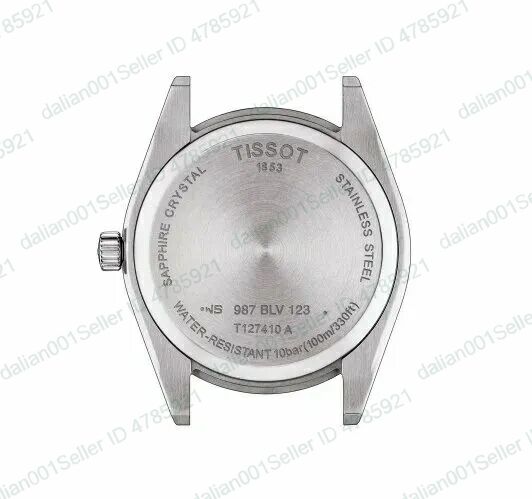 TISSOT
1853
SAPPHIRE CRYSTAL
STAINLESS STEEL
987 BLV 123
T127410 A
WATER-RESISTANT 10bar(100m/330ft)
dalian001Seller ID 4785921